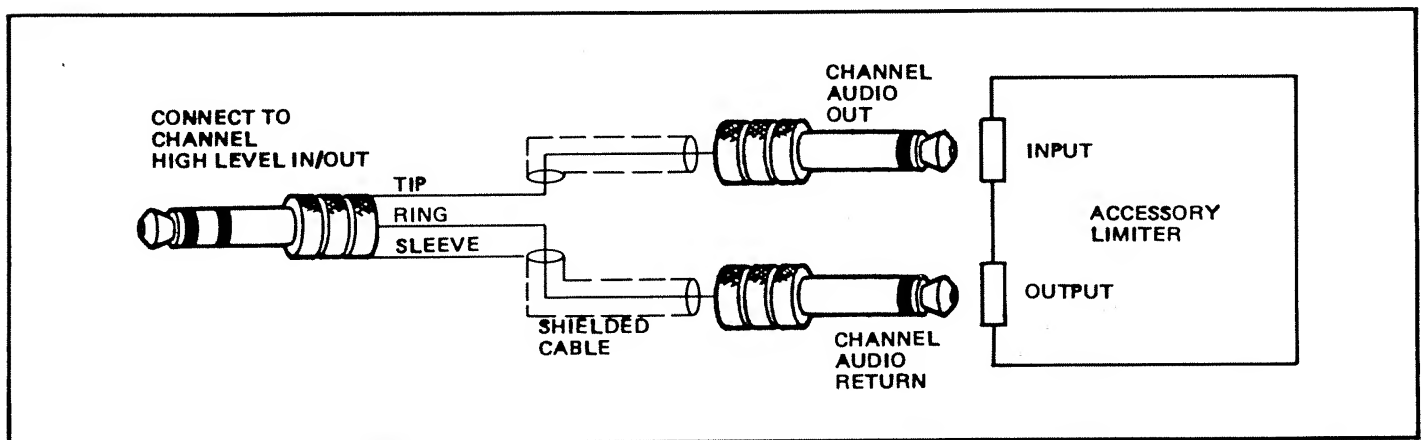 CONNECT TO
CHANNEL
HIGH LEVEL IN/OUT
TIP
RING
SLEEVE
SHIELDED
CABLE
CHANNEL
AUDIO
OUT
CHANNEL
AUDIO
RETURN
INPUT
ACCESSORY
LIMITER
OUTPUT